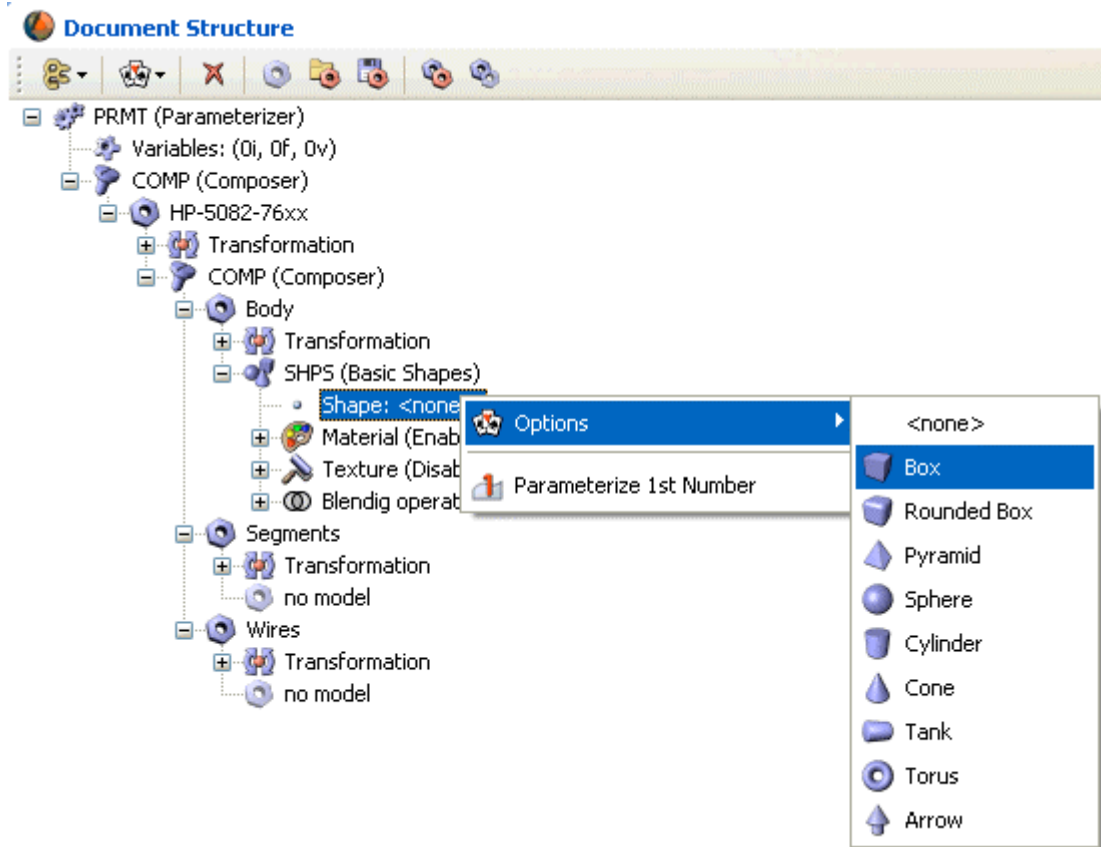 Document Structure
PRMT (Parameterizer)
Variables: (0i, 0f, 0v)
COMP (Composer)
HP-5082-76xx
Transformation
COMP (Composer)
Body
Transformation
SHPS (Basic Shapes)
Shape: <none
Material (Enab
Texture (Disab
Blendig operat
Segments
Transformation
no model
Wires
Transformation
no model
Options
Parameterize 1st Number
<none>
Box
Rounded Box
Pyramid
Sphere
Cylinder
Cone
Tank
Torus
Arrow